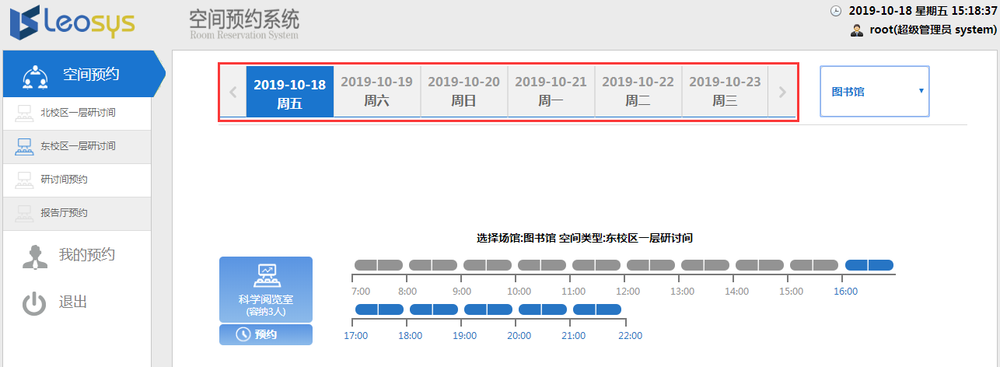 Leosys
空间预约系统
Room Reservation System
2019-10-18 星期五 15:18:37
root(超级管理员 system)
空间预约
北校区一层研讨间
东校区一层研讨间
研讨间预约
报告厅预约
我的预约
退出
2019-10-18 2019-10-19 2019-10-20 2019-10-21 2019-10-22 2019-10-23
周五 周六 周日 周一 周二 周三
图书馆
选择场馆:图书馆 空间类型:东校区一层研讨间
科学阅览室
(容纳3人)
预约
7:00 8:00 9:00 10:00 11:00 12:00 13:00 14:00 15:00 16:00
17:00 18:00 19:00 20:00 21:00 22:00